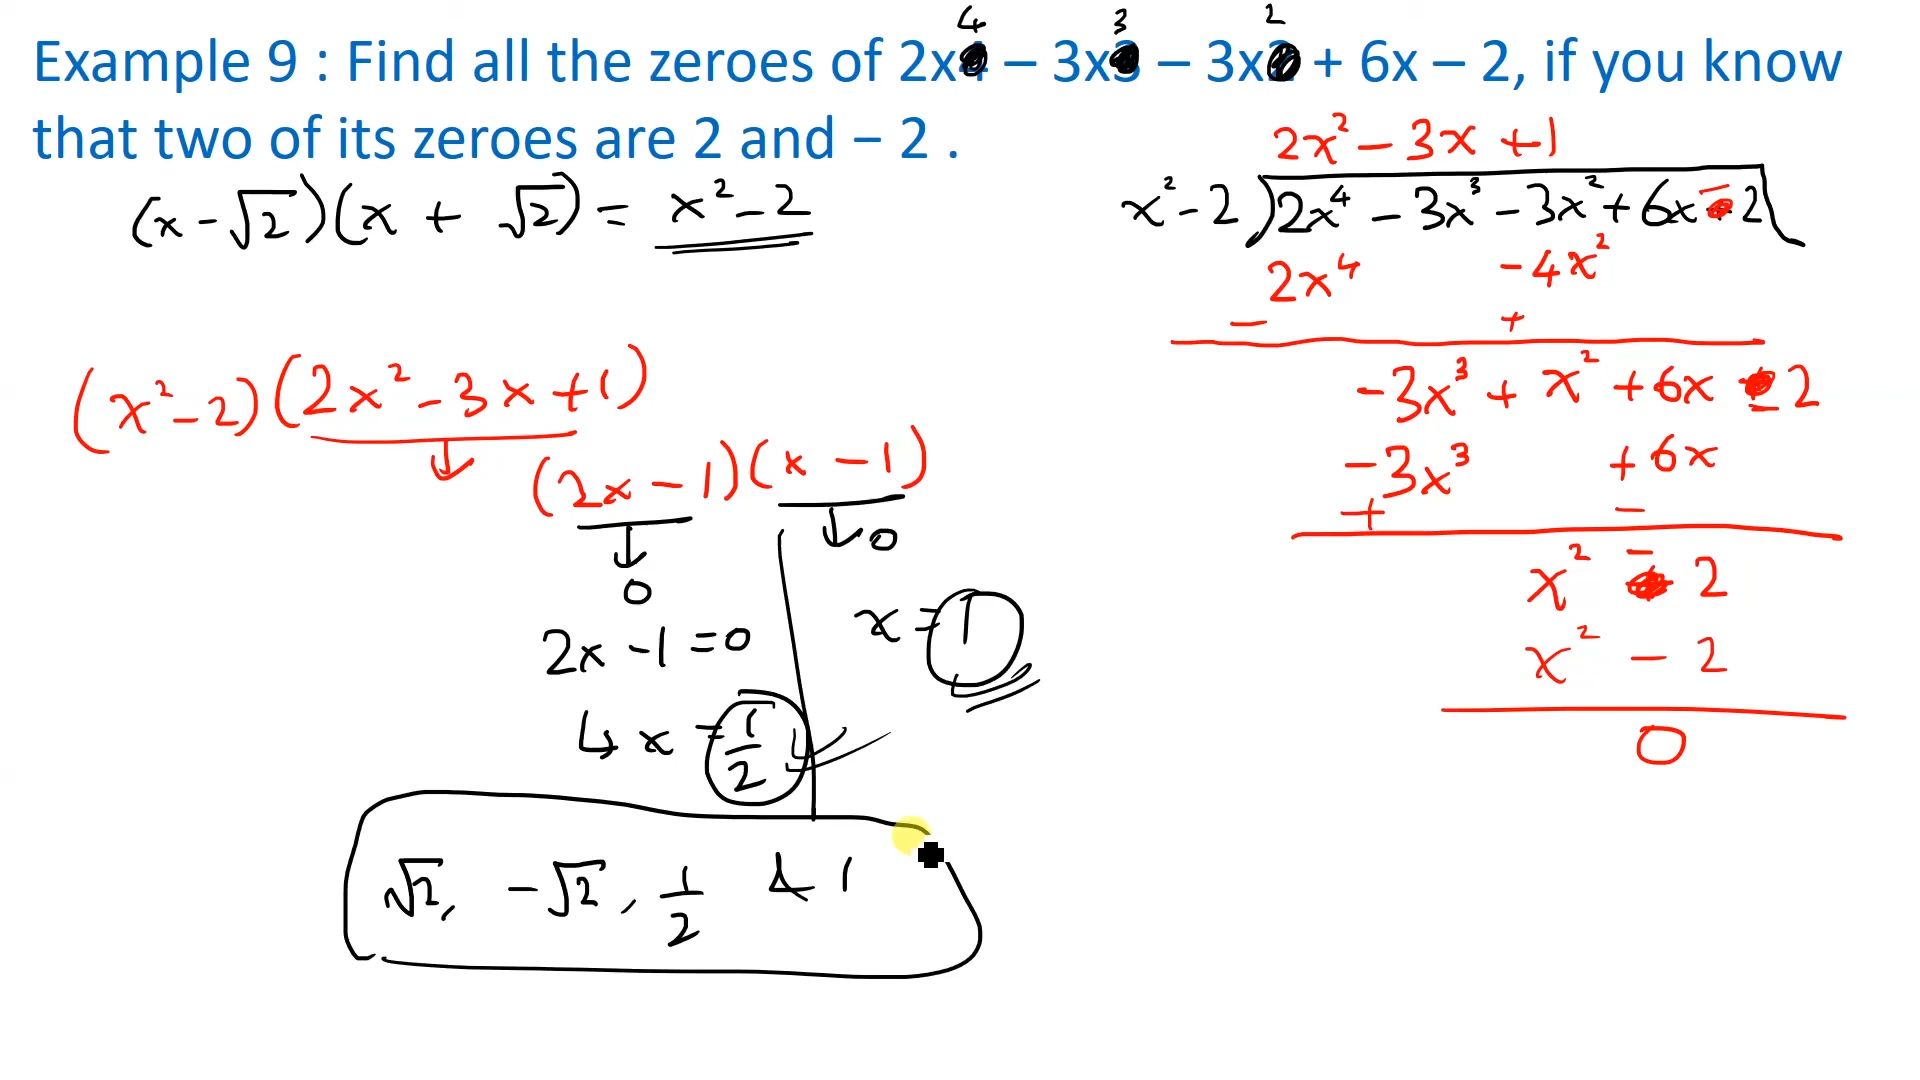 Example 9 : Find all the zeroes of 2x⁴ – 3x³ – 3x² + 6x – 2, if you know
that two of its zeroes are 2 and – 2 .
(x - √2)(x + √2) = x² - 2
(x² - 2)(2x² - 3x + 1)
(2x - 1)(x - 1)
0
0
2x - 1 = 0
x = 1
4 x = 1/2
√2, -√2, 1/2 & 1
2x² - 3x + 1
x² - 2 ) 2x⁴ - 3x³ - 3x² + 6x - 2
2x⁴ - 4x²
- +
-3x³ + x² + 6x - 2
-3x³ + 6x
+ -
x² - 2
x² - 2
0